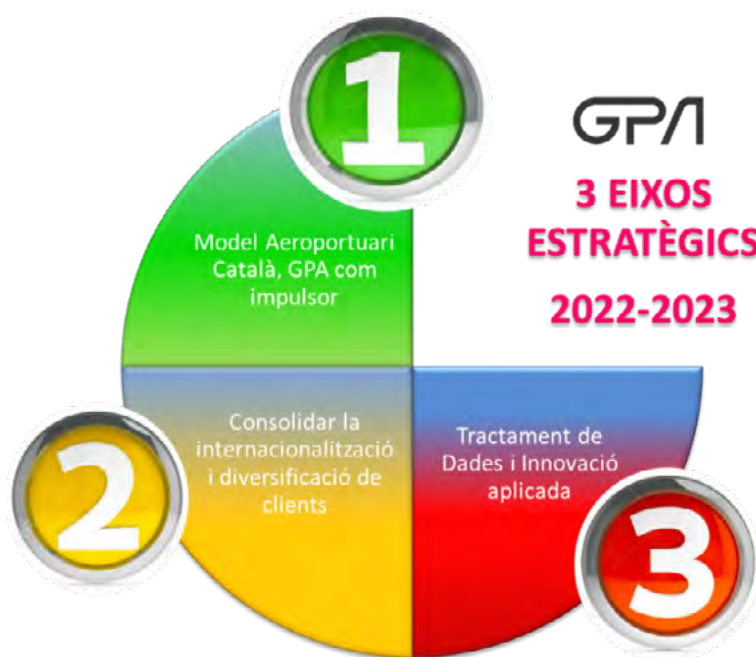 1
GPA
3 EIXOS
ESTRATÈGICS
2022-2023
Model Aeroportuari
Català, GPA com
impulsor
2
Consolidar la
internacionalització
i diversificació de
clients
Tractament de
Dades i Innovació
aplicada
3